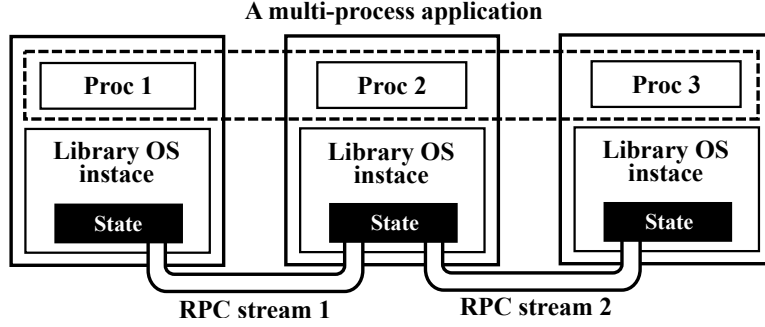 A multi-process application
Proc 1
Proc 2
Proc 3
Library OS
instace
Library OS
instace
Library OS
instace
State
State
State
RPC stream 1
RPC stream 2